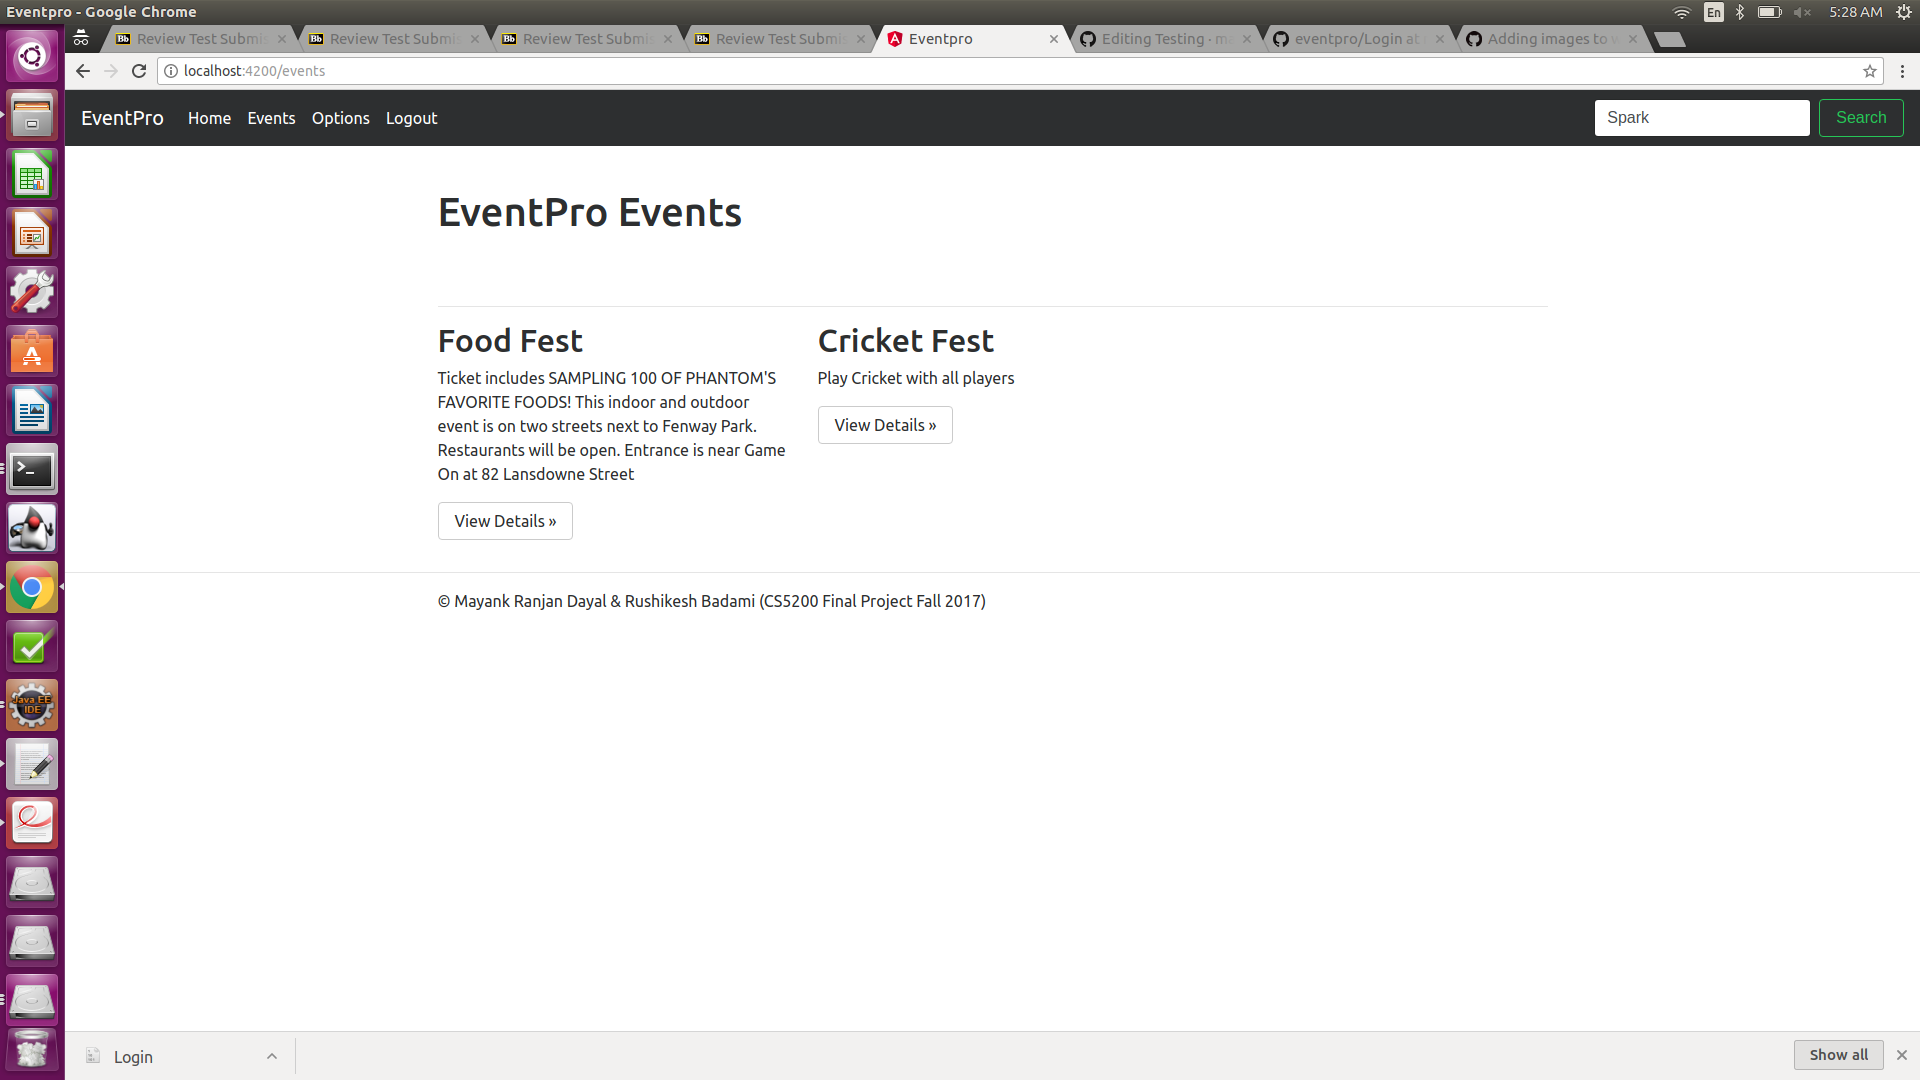 Eventpro - Google Chrome
En
5:28 AM
Review Test Submis
Review Test Submis
Review Test Submis
Review Test Submis
Eventpro
Editing Testing · ma
eventpro/Login at
Adding images to w
localhost:4200/events
EventPro
Home
Events
Options
Logout
Spark
Search
EventPro Events
Food Fest
Ticket includes SAMPLING 100 OF PHANTOM'S
FAVORITE FOODS! This indoor and outdoor
event is on two streets next to Fenway Park.
Restaurants will be open. Entrance is near Game
On at 82 Lansdowne Street
View Details »
Cricket Fest
Play Cricket with all players
View Details »
© Mayank Ranjan Dayal & Rushikesh Badami (CS5200 Final Project Fall 2017)
Java EE
IDE
Login
Show all